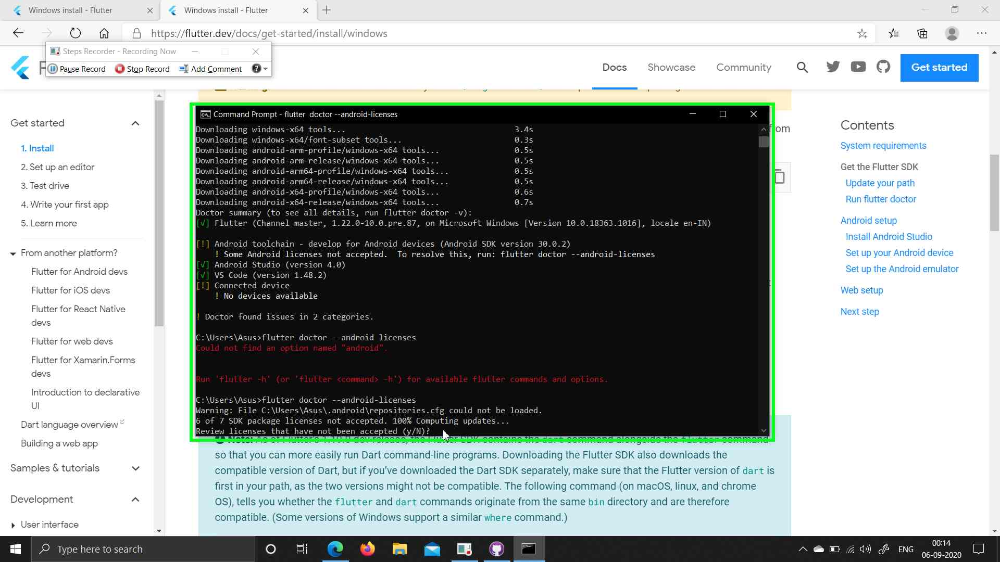 Windows install - Flutter
Windows install - Flutter
https://flutter.dev/docs/get-started/install/windows
Steps Recorder - Recording Now
Pause Record
Stop Record
Add Comment
Docs
Showcase
Community
Get started
Get started
1. Install
2. Set up an editor
3. Test drive
4. Write your first app
5. Learn more
From another platform?
Flutter for Android devs
Flutter for iOS devs
Flutter for React Native
devs
Flutter for web devs
Flutter for Xamarin.Forms
devs
Introduction to declarative
UI
Dart language overview
Building a web app
Samples & tutorials
Development
User interface
from
Command Prompt - flutter  doctor --android-licenses
Downloading windows-x64 tools... 3.4s
Downloading windows-x64/font-subset tools... 0.3s
Downloading android-arm-profile/windows-x64 tools... 0.5s
Downloading android-arm-release/windows-x64 tools... 0.5s
Downloading android-arm64-profile/windows-x64 tools... 0.5s
Downloading android-arm64-release/windows-x64 tools... 0.5s
Downloading android-x64-profile/windows-x64 tools... 0.6s
Downloading android-x64-release/windows-x64 tools... 0.7s
Doctor summary (to see all details, run flutter doctor -v):
[√] Flutter (Channel master, 1.22.0-10.0.pre.87, on Microsoft Windows [Version 10.0.18363.1016], locale en-IN)
[!] Android toolchain - develop for Android devices (Android SDK version 30.0.2)
! Some Android licenses not accepted.  To resolve this, run: flutter doctor --android-licenses
[√] Android Studio (version 4.0)
[√] VS Code (version 1.48.2)
[!] Connected device
! No devices available
! Doctor found issues in 2 categories.
C:\Users\Asus>flutter doctor --android licenses
Could not find an option named "android".
Run 'flutter -h' (or 'flutter <command> -h') for available flutter commands and options.
C:\Users\Asus>flutter doctor --android-licenses
Warning: File C:\Users\Asus\.android\repositories.cfg could not be loaded.
6 of 7 SDK package licenses not accepted. 100% Computing updates...
Review licenses that have not been accepted (y/N)?
Note: As of Flutter's 1.19.0 dev release, the Flutter SDK contains the dart command alongside the flutter command
so that you can more easily run Dart command-line programs. Downloading the Flutter SDK also downloads the
compatible version of Dart, but if you've downloaded the Dart SDK separately, make sure that the Flutter version of dart is
first in your path, as the two versions might not be compatible. The following command (on macOS, linux, and chrome
OS), tells you whether the flutter and dart commands originate from the same bin directory and are therefore
compatible. (Some versions of Windows support a similar where command.)
Contents
System requirements
Get the Flutter SDK
Update your path
Run flutter doctor
Android setup
Install Android Studio
Set up your Android device
Set up the Android emulator
Web setup
Next step
Type here to search
ENG
00:14
06-09-2020